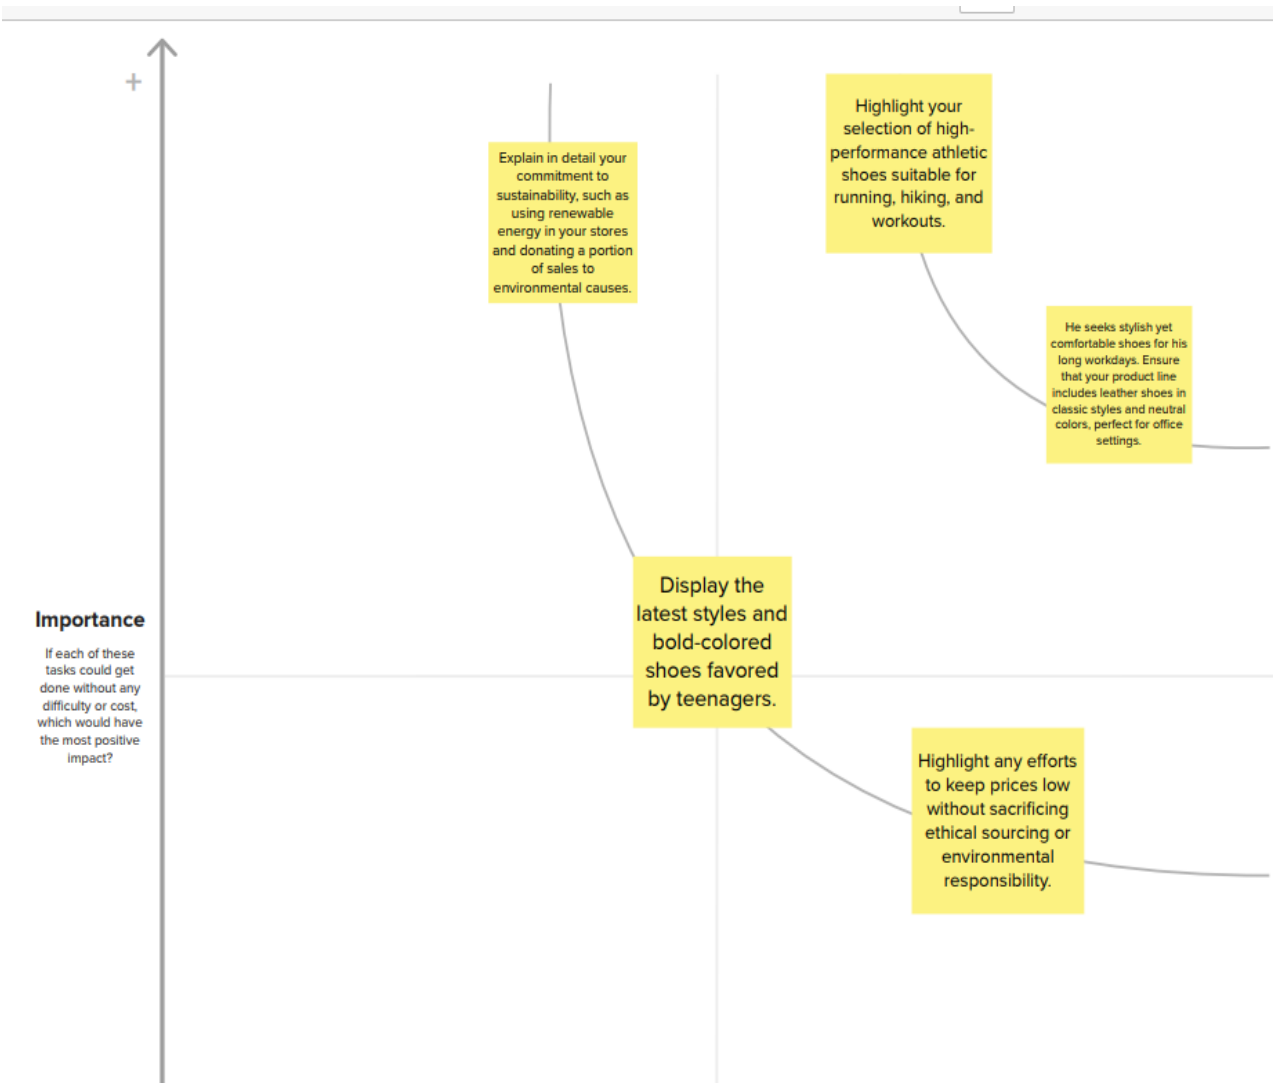 +
Explain in detail your
commitment to
sustainability, such as
using renewable
energy in your stores
and donating a portion
of sales to
environmental causes.
Highlight your
selection of high-
performance athletic
shoes suitable for
running, hiking, and
workouts.
He seeks stylish yet
comfortable shoes for his
long workdays. Ensure
that your product line
includes leather shoes in
classic styles and neutral
colors, perfect for office
settings.
Importance
If each of these
tasks could get
done without any
difficulty or cost,
which would have
the most positive
impact?
Display the
latest styles and
bold-colored
shoes favored
by teenagers.
Highlight any efforts
to keep prices low
without sacrificing
ethical sourcing or
environmental
responsibility.